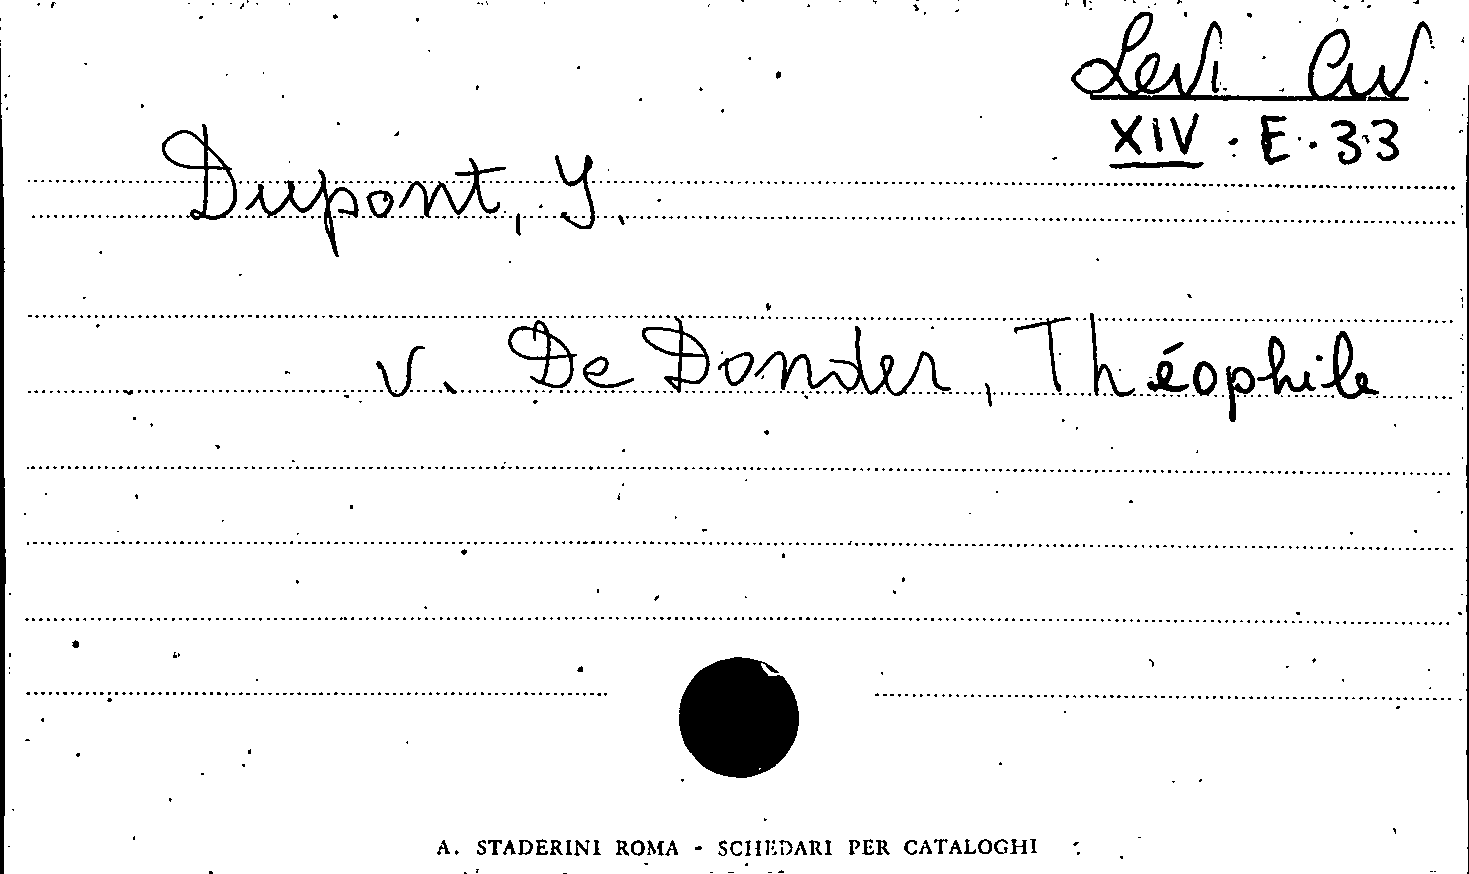 Levi Civ
XIV . E . 33
Dupont, Y.
v. De Donder, Théophile
A. STADERINI ROMA - SCHEDARI PER CATALOGHI